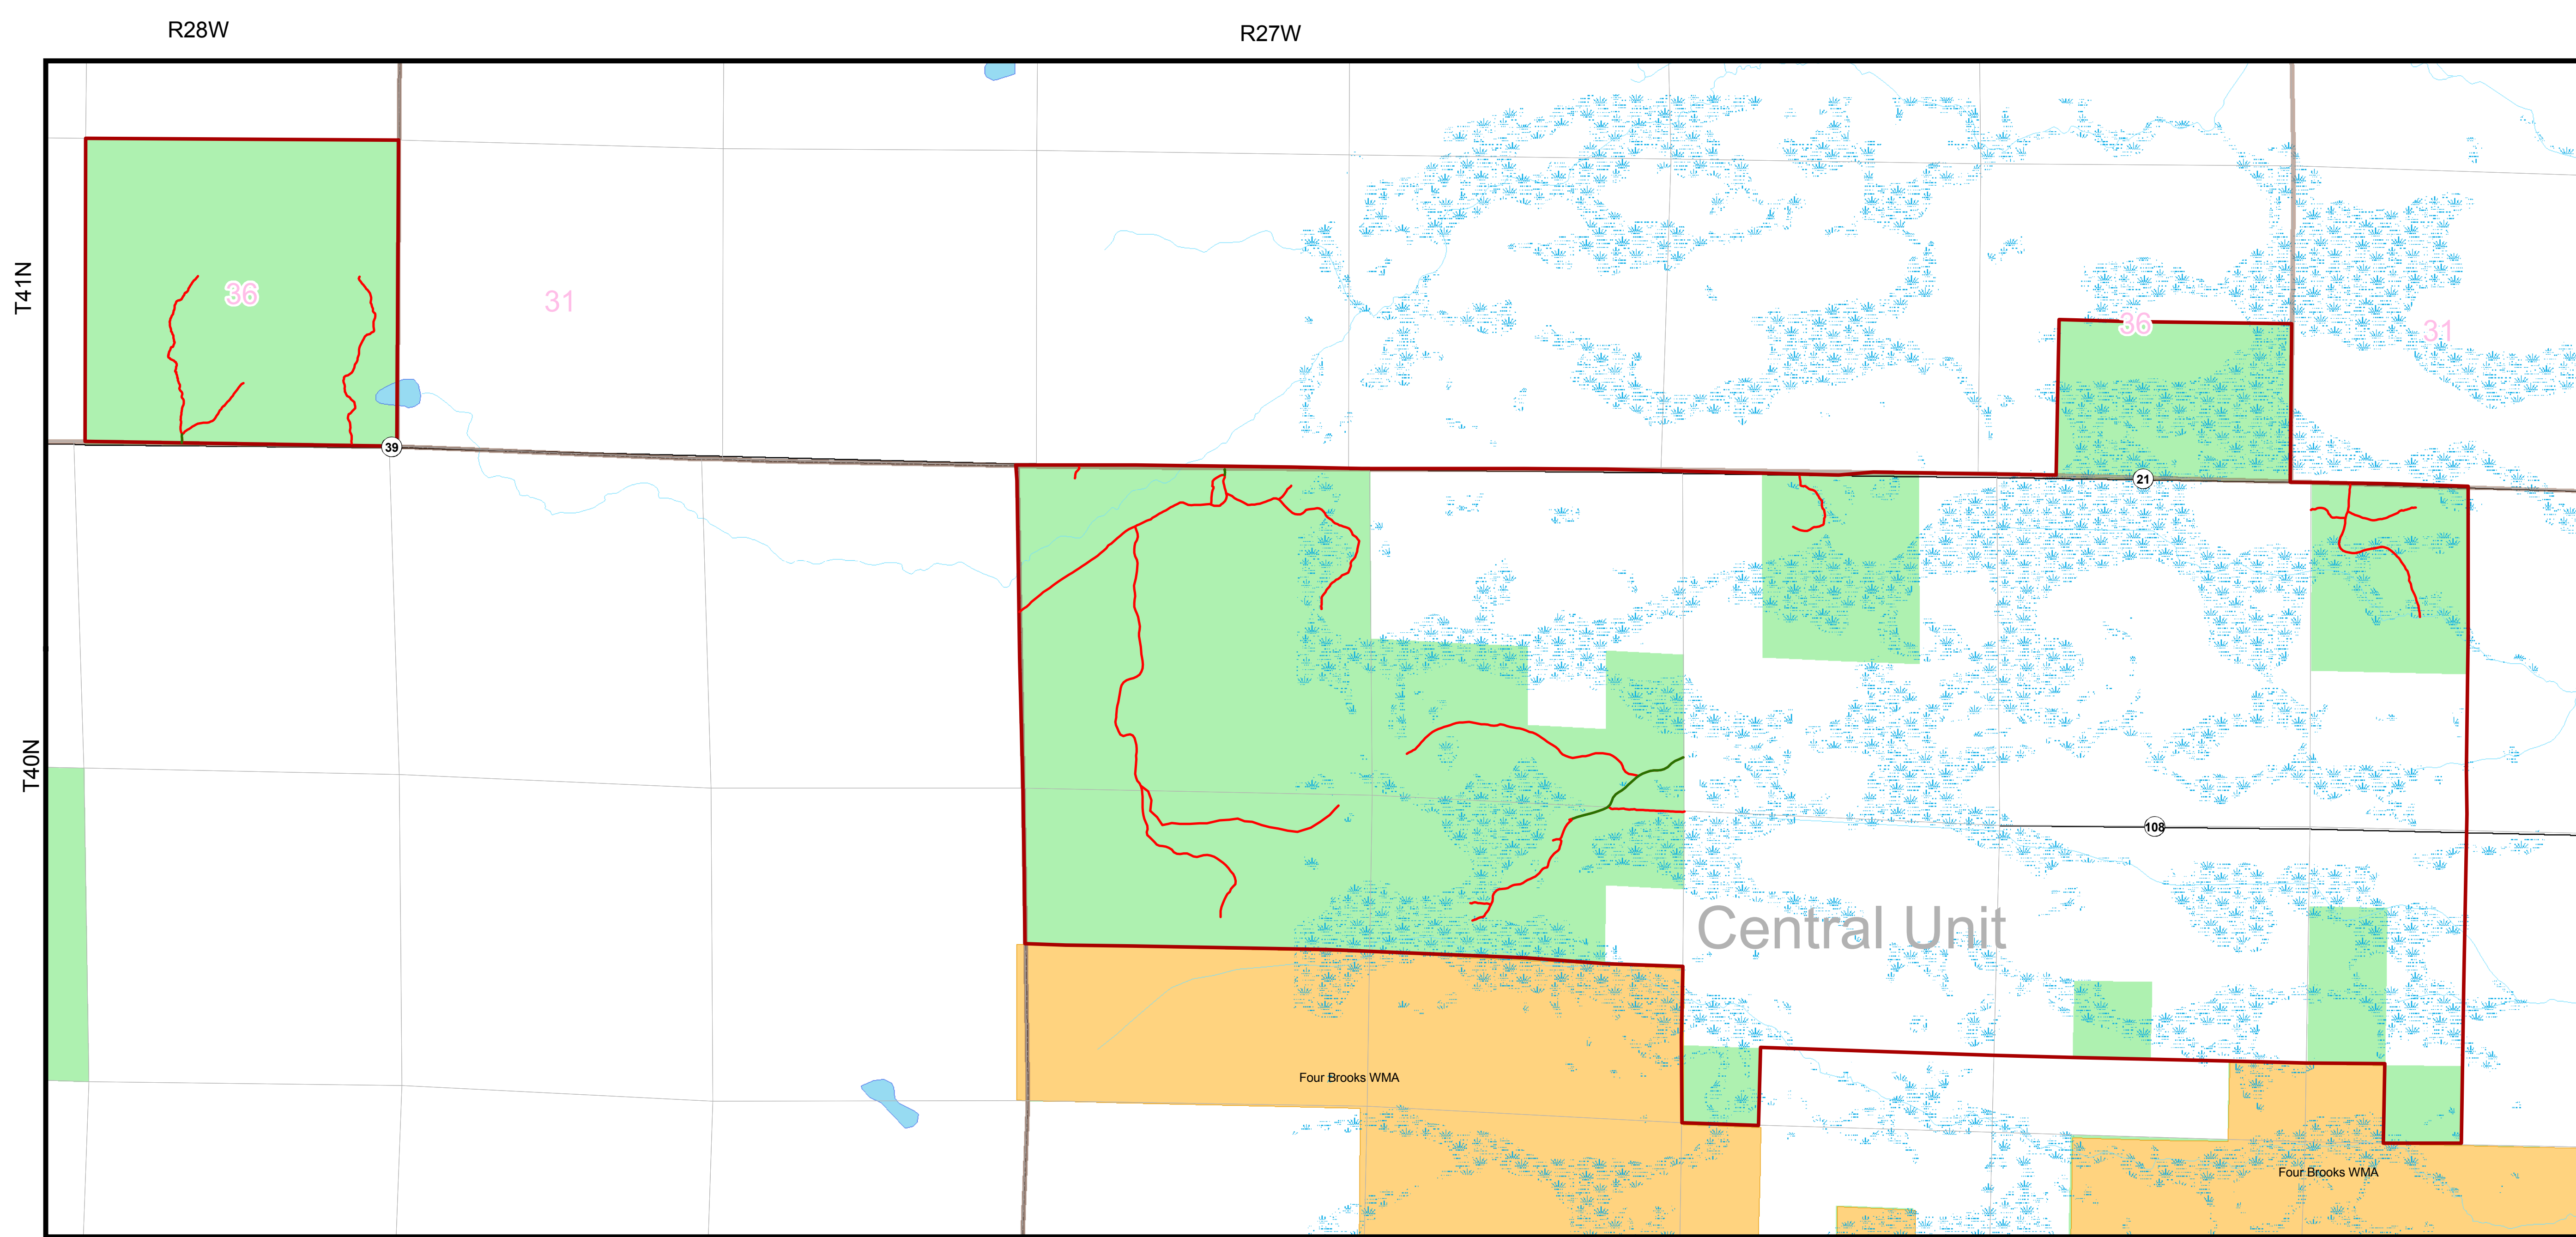 R28W
R27W
T41N
36
31
36
31
39
21
T40N
108
Central Unit
Four Brooks WMA
Four Brooks WMA